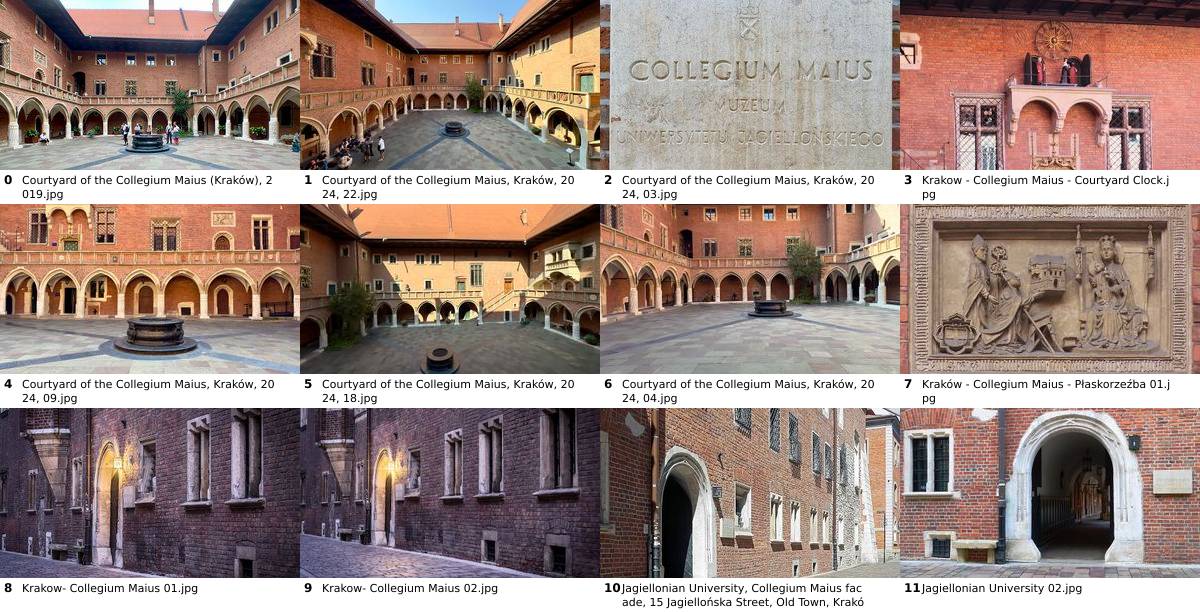 COLLEGIUM MAIUS
MUZEUM
UNIWERSYTETU JAGIELLOŃSKIEGO
0 Courtyard of the Collegium Maius (Kraków), 2
019.jpg
1 Courtyard of the Collegium Maius, Kraków, 20
24, 22.jpg
2 Courtyard of the Collegium Maius, Kraków, 20
24, 03.jpg
3 Krakow - Collegium Maius - Courtyard Clock.j
pg
4 Courtyard of the Collegium Maius, Kraków, 20
24, 09.jpg
5 Courtyard of the Collegium Maius, Kraków, 20
24, 18.jpg
6 Courtyard of the Collegium Maius, Kraków, 20
24, 04.jpg
7 Kraków - Collegium Maius - Płaskorzeźba 01.j
pg
8 Krakow- Collegium Maius 01.jpg
9 Krakow- Collegium Maius 02.jpg
10 Jagiellonian University, Collegium Maius fac
ade, 15 Jagiellońska Street, Old Town, Krakó
11 Jagiellonian University 02.jpg